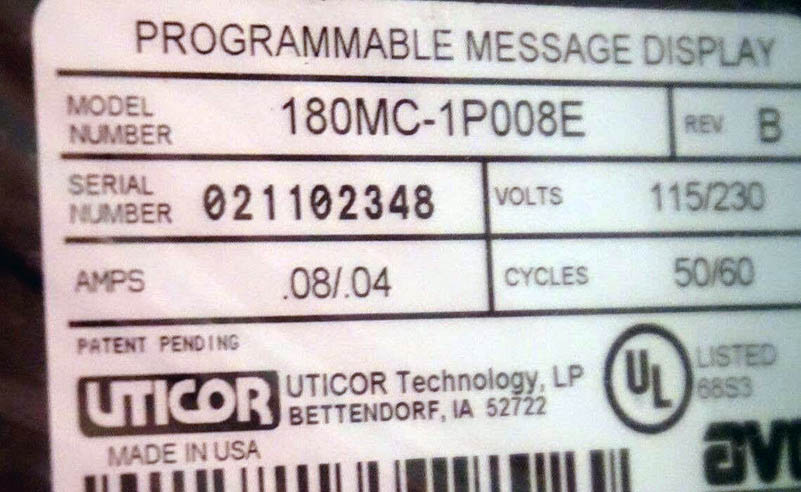 PROGRAMMABLE MESSAGE DISPLAY
MODEL NUMBER 180MC-1P008E REV B
SERIAL NUMBER 021102348 VOLTS 115/230
AMPS .08/.04 CYCLES 50/60
PATENT PENDING
UTICOR UTICOR Technology, LP
BETTENDORF, IA 52722
UL LISTED
68S3
MADE IN USA